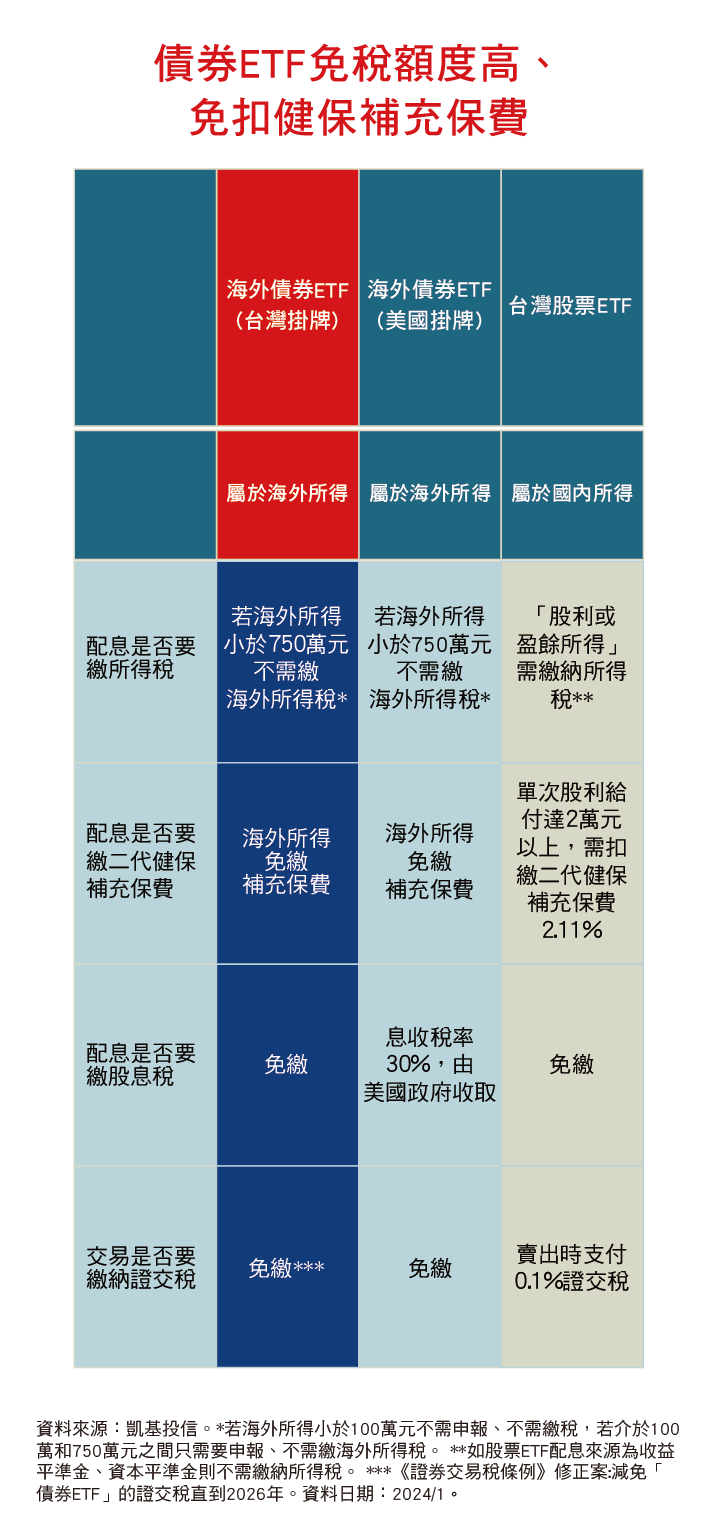 債券ETF免稅額度高、
免扣健保補充保費
海外債券ETF
（台灣掛牌）
海外債券ETF
（美國掛牌）
台灣股票ETF
屬於海外所得
屬於海外所得
屬於國內所得
配息是否要
繳所得稅
若海外所得
小於750萬元
不需繳
海外所得稅*
若海外所得
小於750萬元
不需繳
海外所得稅*
「股利或
盈餘所得」
需繳納所得
稅**
配息是否要
繳二代健保
補充保費
海外所得
免繳
補充保費
海外所得
免繳
補充保費
單次股利給
付達2萬元
以上，需扣
繳二代健保
補充保費
2.11%
配息是否要
繳股息稅
免繳
息收稅率
30%，由
美國政府收取
免繳
交易是否要
繳納證交稅
免繳***
免繳
賣出時支付
0.1%證交稅
資料來源：凱基投信。*若海外所得小於100萬元不需申報、不需繳稅，若介於100
萬和750萬元之間只需要申報、不需繳海外所得稅。 **如股票ETF配息來源為收益
平準金、資本平準金則不需繳納所得稅。 ***《證券交易稅條例》修正案:減免「
債券ETF」的證交稅直到2026年。資料日期：2024/1。